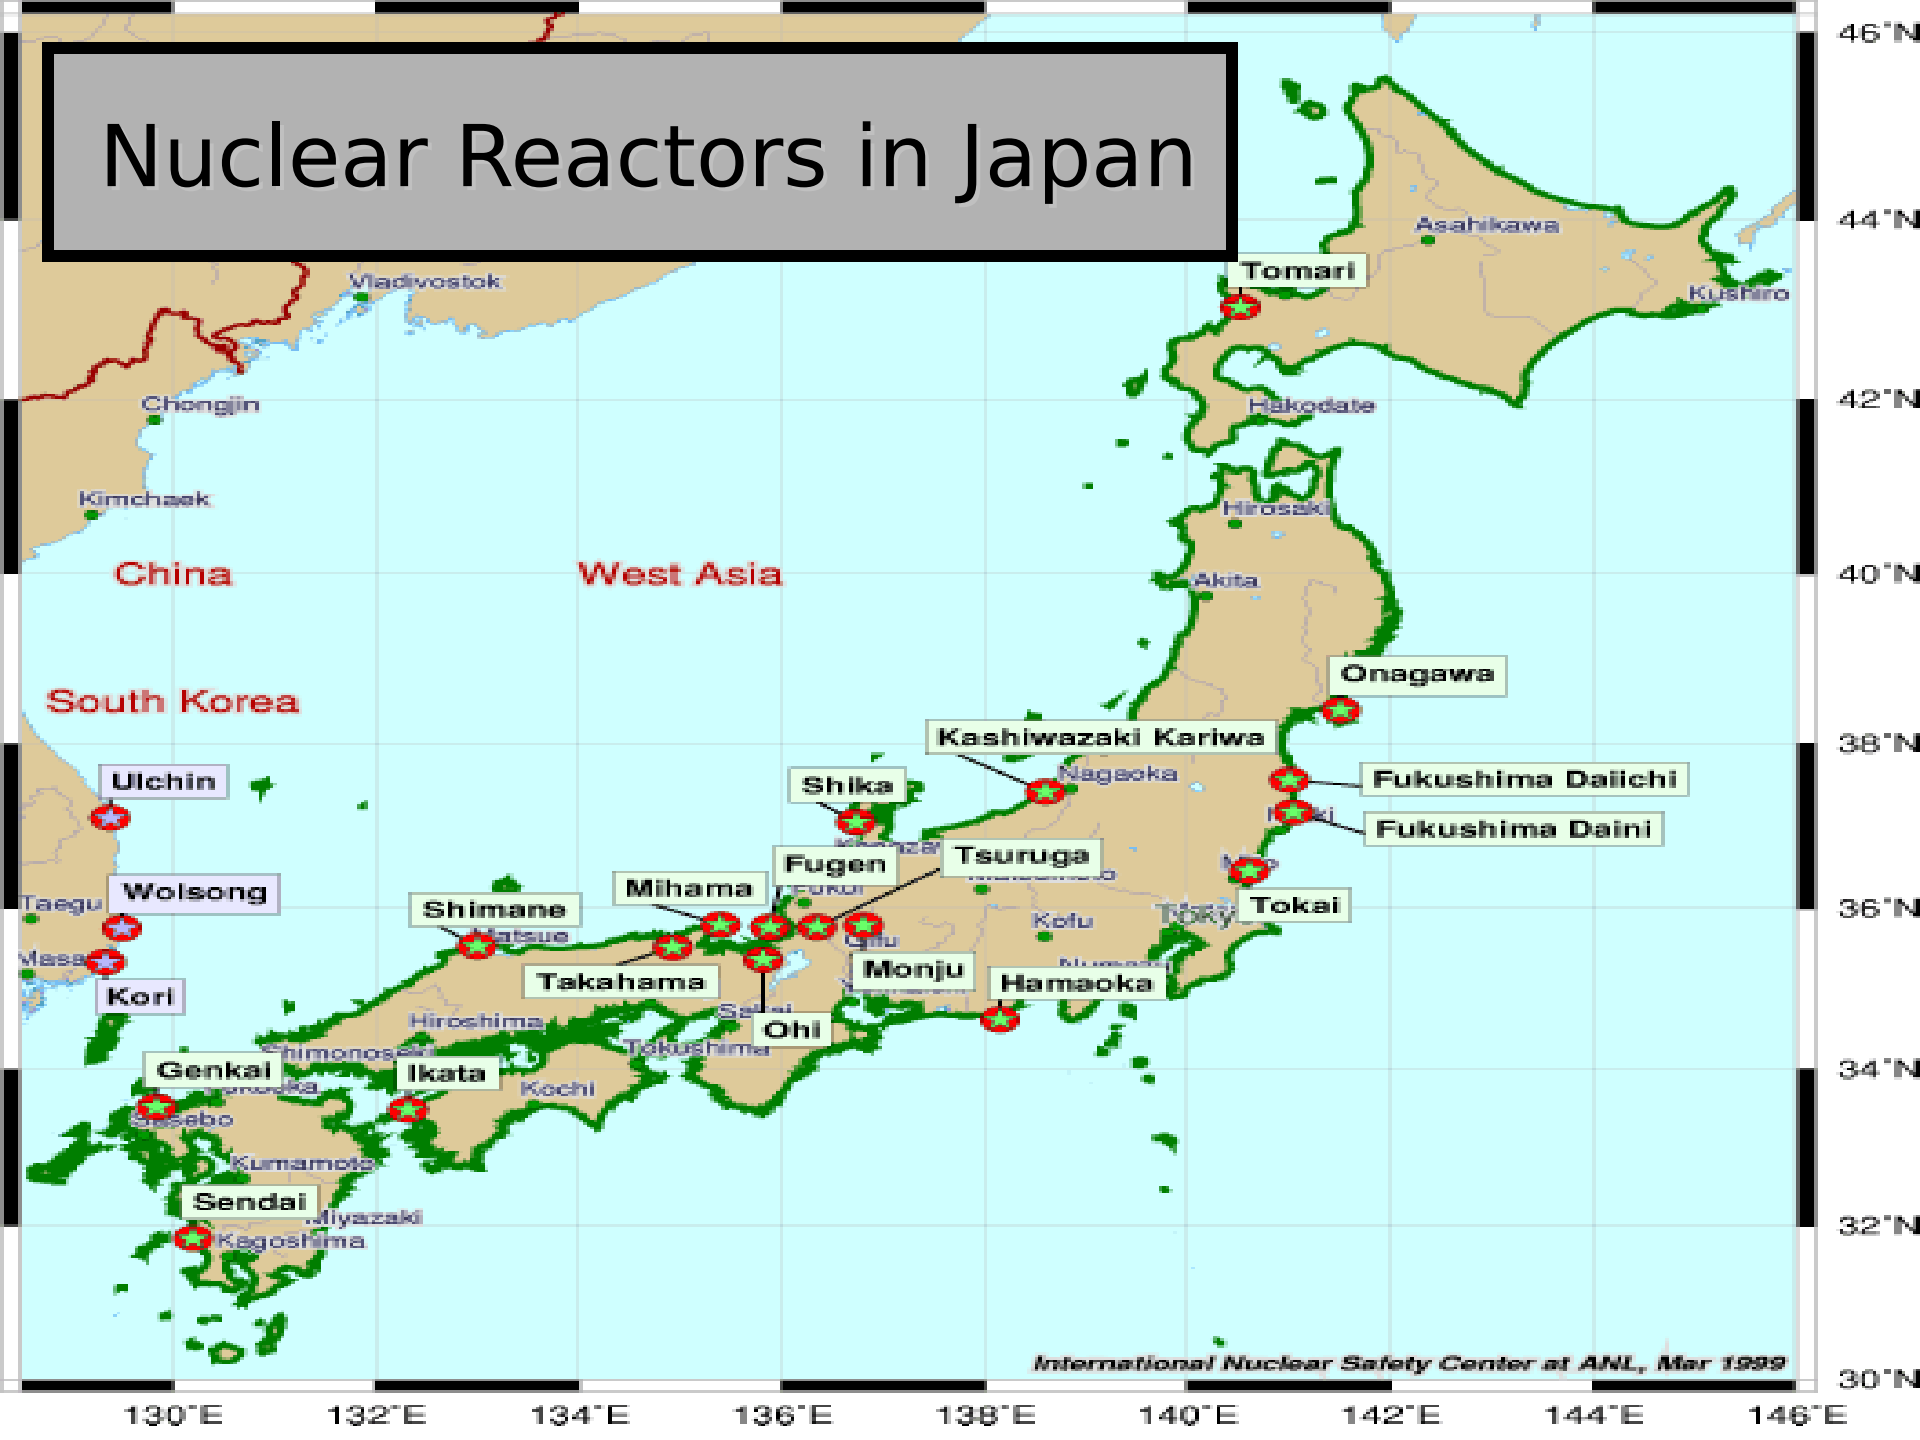 Nuclear Reactors in Japan
46°N
44°N
Asahikawa
Tomari
Vladivostok
Kushiro
Chongjin
Hakodate
42°N
Kimchaek
Hirosaki
China
West Asia
Akita
40°N
Onagawa
South Korea
Kashiwazaki Kariwa
38°N
Nagaoka
Ulchin
Shika
Fukushima Daiichi
Fukushima Daini
Fugen
Tsuruga
Mihama
Wolsong
Taegu
Shimane
Tokai
36°N
Kofu
Matsue
Gifu
Masa
Takahama
Monju
Hamaoka
Kori
Hiroshima
Ohi
Tokushima
Shimonoseki
Genkai
Ikata
34°N
Kochi
Sasebo
Kumamoto
Sendai
Miyazaki
32°N
Kagoshima
International Nuclear Safety Center at ANL, Mar 1999
30°N
130°E
132°E
134°E
136°E
138°E
140°E
142°E
144°E
146°E